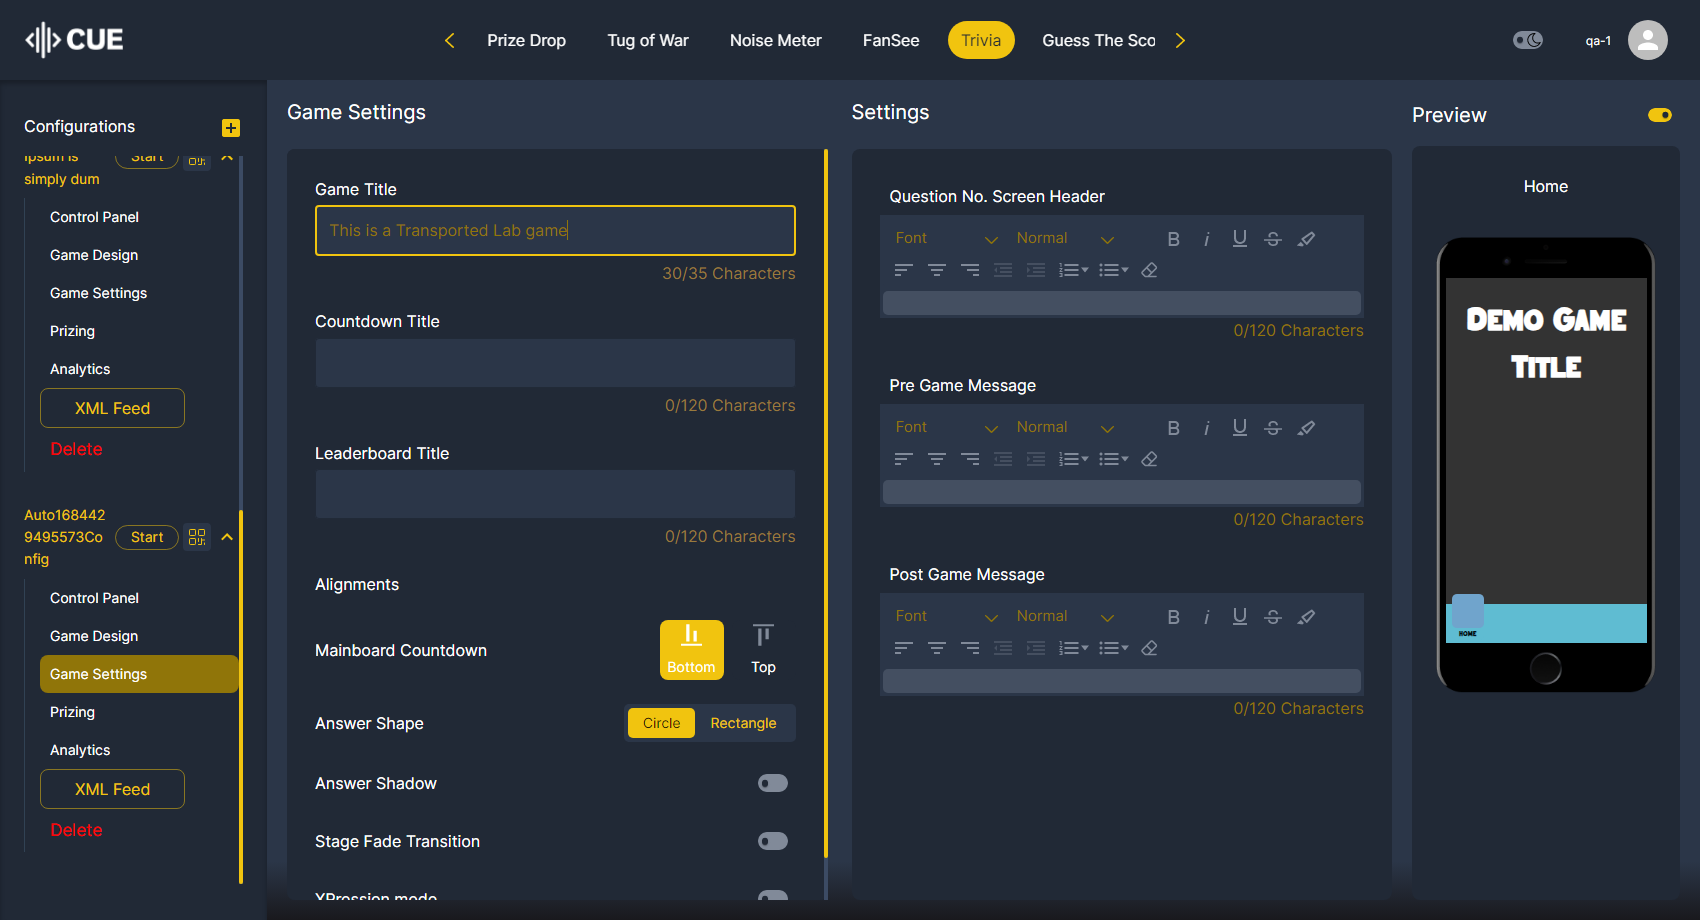 CUE
Prize Drop
Tug of War
Noise Meter
FanSee
Trivia
Guess The Sco
qa-1
Configurations
Ipsum is
simply dum
Start
Control Panel
Game Design
Game Settings
Prizing
Analytics
XML Feed
Delete
Auto168442
9495573Co
nfig
Start
Control Panel
Game Design
Game Settings
Prizing
Analytics
XML Feed
Delete
Game Settings
Game Title
This is a Transported Lab game
30/35 Characters
Countdown Title
0/120 Characters
Leaderboard Title
0/120 Characters
Alignments
Mainboard Countdown
Bottom
Top
Answer Shape
Circle
Rectangle
Answer Shadow
Stage Fade Transition
XPression mode
Settings
Question No. Screen Header
Font
Normal
B
i
U
S
0/120 Characters
Pre Game Message
Font
Normal
B
i
U
S
0/120 Characters
Post Game Message
Font
Normal
B
i
U
S
0/120 Characters
Preview
Home
Demo Game
Title
HOME